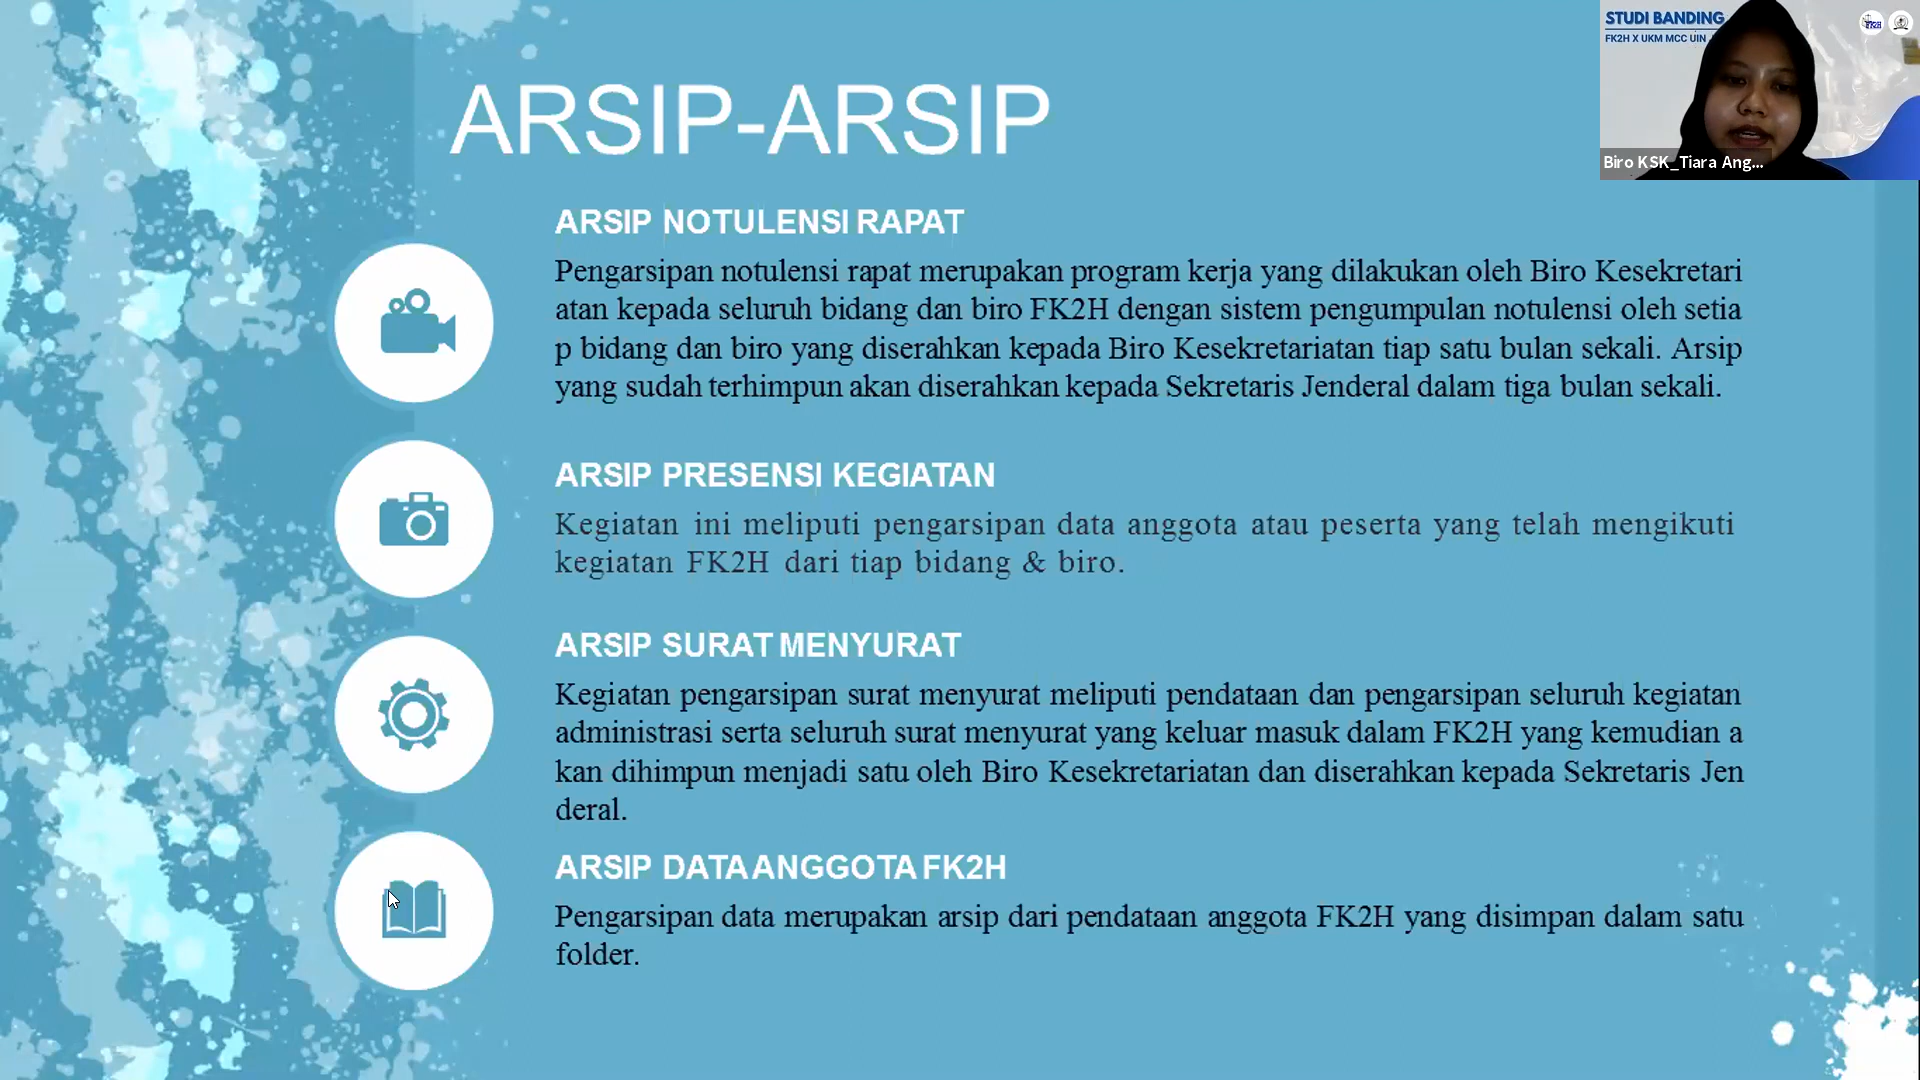 STUDI BANDING
FK2H X UKM MCC UIN
Biro KSK_Tiara Ang...
ARSIP-ARSIP
ARSIP NOTULENSI RAPAT
Pengarsipan notulensi rapat merupakan program kerja yang dilakukan oleh Biro Kesekretari
atan kepada seluruh bidang dan biro FK2H dengan sistem pengumpulan notulensi oleh setia
p bidang dan biro yang diserahkan kepada Biro Kesekretariatan tiap satu bulan sekali. Arsip
yang sudah terhimpun akan diserahkan kepada Sekretaris Jenderal dalam tiga bulan sekali.
ARSIP PRESENSI KEGIATAN
Kegiatan ini meliputi pengarsipan data anggota atau peserta yang telah mengikuti
kegiatan FK2H dari tiap bidang & biro.
ARSIP SURAT MENYURAT
Kegiatan pengarsipan surat menyurat meliputi pendataan dan pengarsipan seluruh kegiatan
administrasi serta seluruh surat menyurat yang keluar masuk dalam FK2H yang kemudian a
kan dihimpun menjadi satu oleh Biro Kesekretariatan dan diserahkan kepada Sekretaris Jen
deral.
ARSIP DATA ANGGOTA FK2H
Pengarsipan data merupakan arsip dari pendataan anggota FK2H yang disimpan dalam satu
folder.